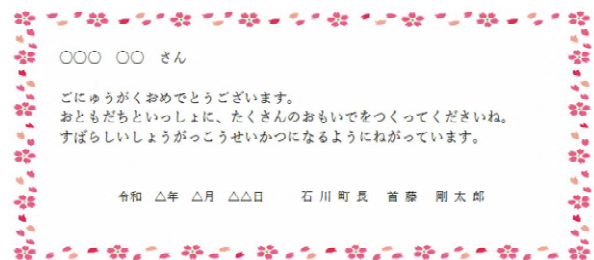 ○○○　○○　さん
ごにゅうがくおめでとうございます。
おともだちといっしょに、たくさんのおもいでをつくってくださいね。
すばらしいしょうがっこうせいかつになるようにねがっています。
令和　△年　△月　△△日　　石川町長　首藤　剛太郎